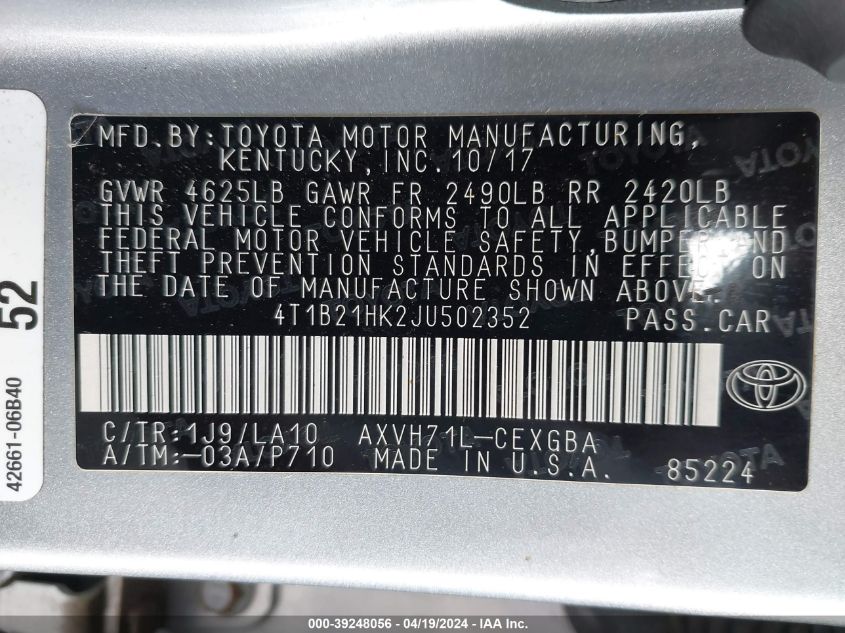 MFD.BY:TOYOTA MOTOR MANUFACTURING,
KENTUCKY,INC.10/17
GVWR 4625LB GAWR FR 2490LB RR 2420LB
THIS VEHICLE CONFORMS TO ALL APPLICABLE
FEDERAL MOTOR VEHICLE SAFETY,BUMPER,AND
THEFT PREVENTION STANDARDS IN EFFECT ON
THE DATE OF MANUFACTURE SHOWN ABOVE.
4T1B21HK2JU502352 PASS.CAR
C/TR:1J9/LA10 AXVH71L-CEXGBA
A/TM:-03A/P710 MADE IN U.S.A. 85224
52
42661-06B40
000-39248056 - 04/19/2024 - IAA Inc.